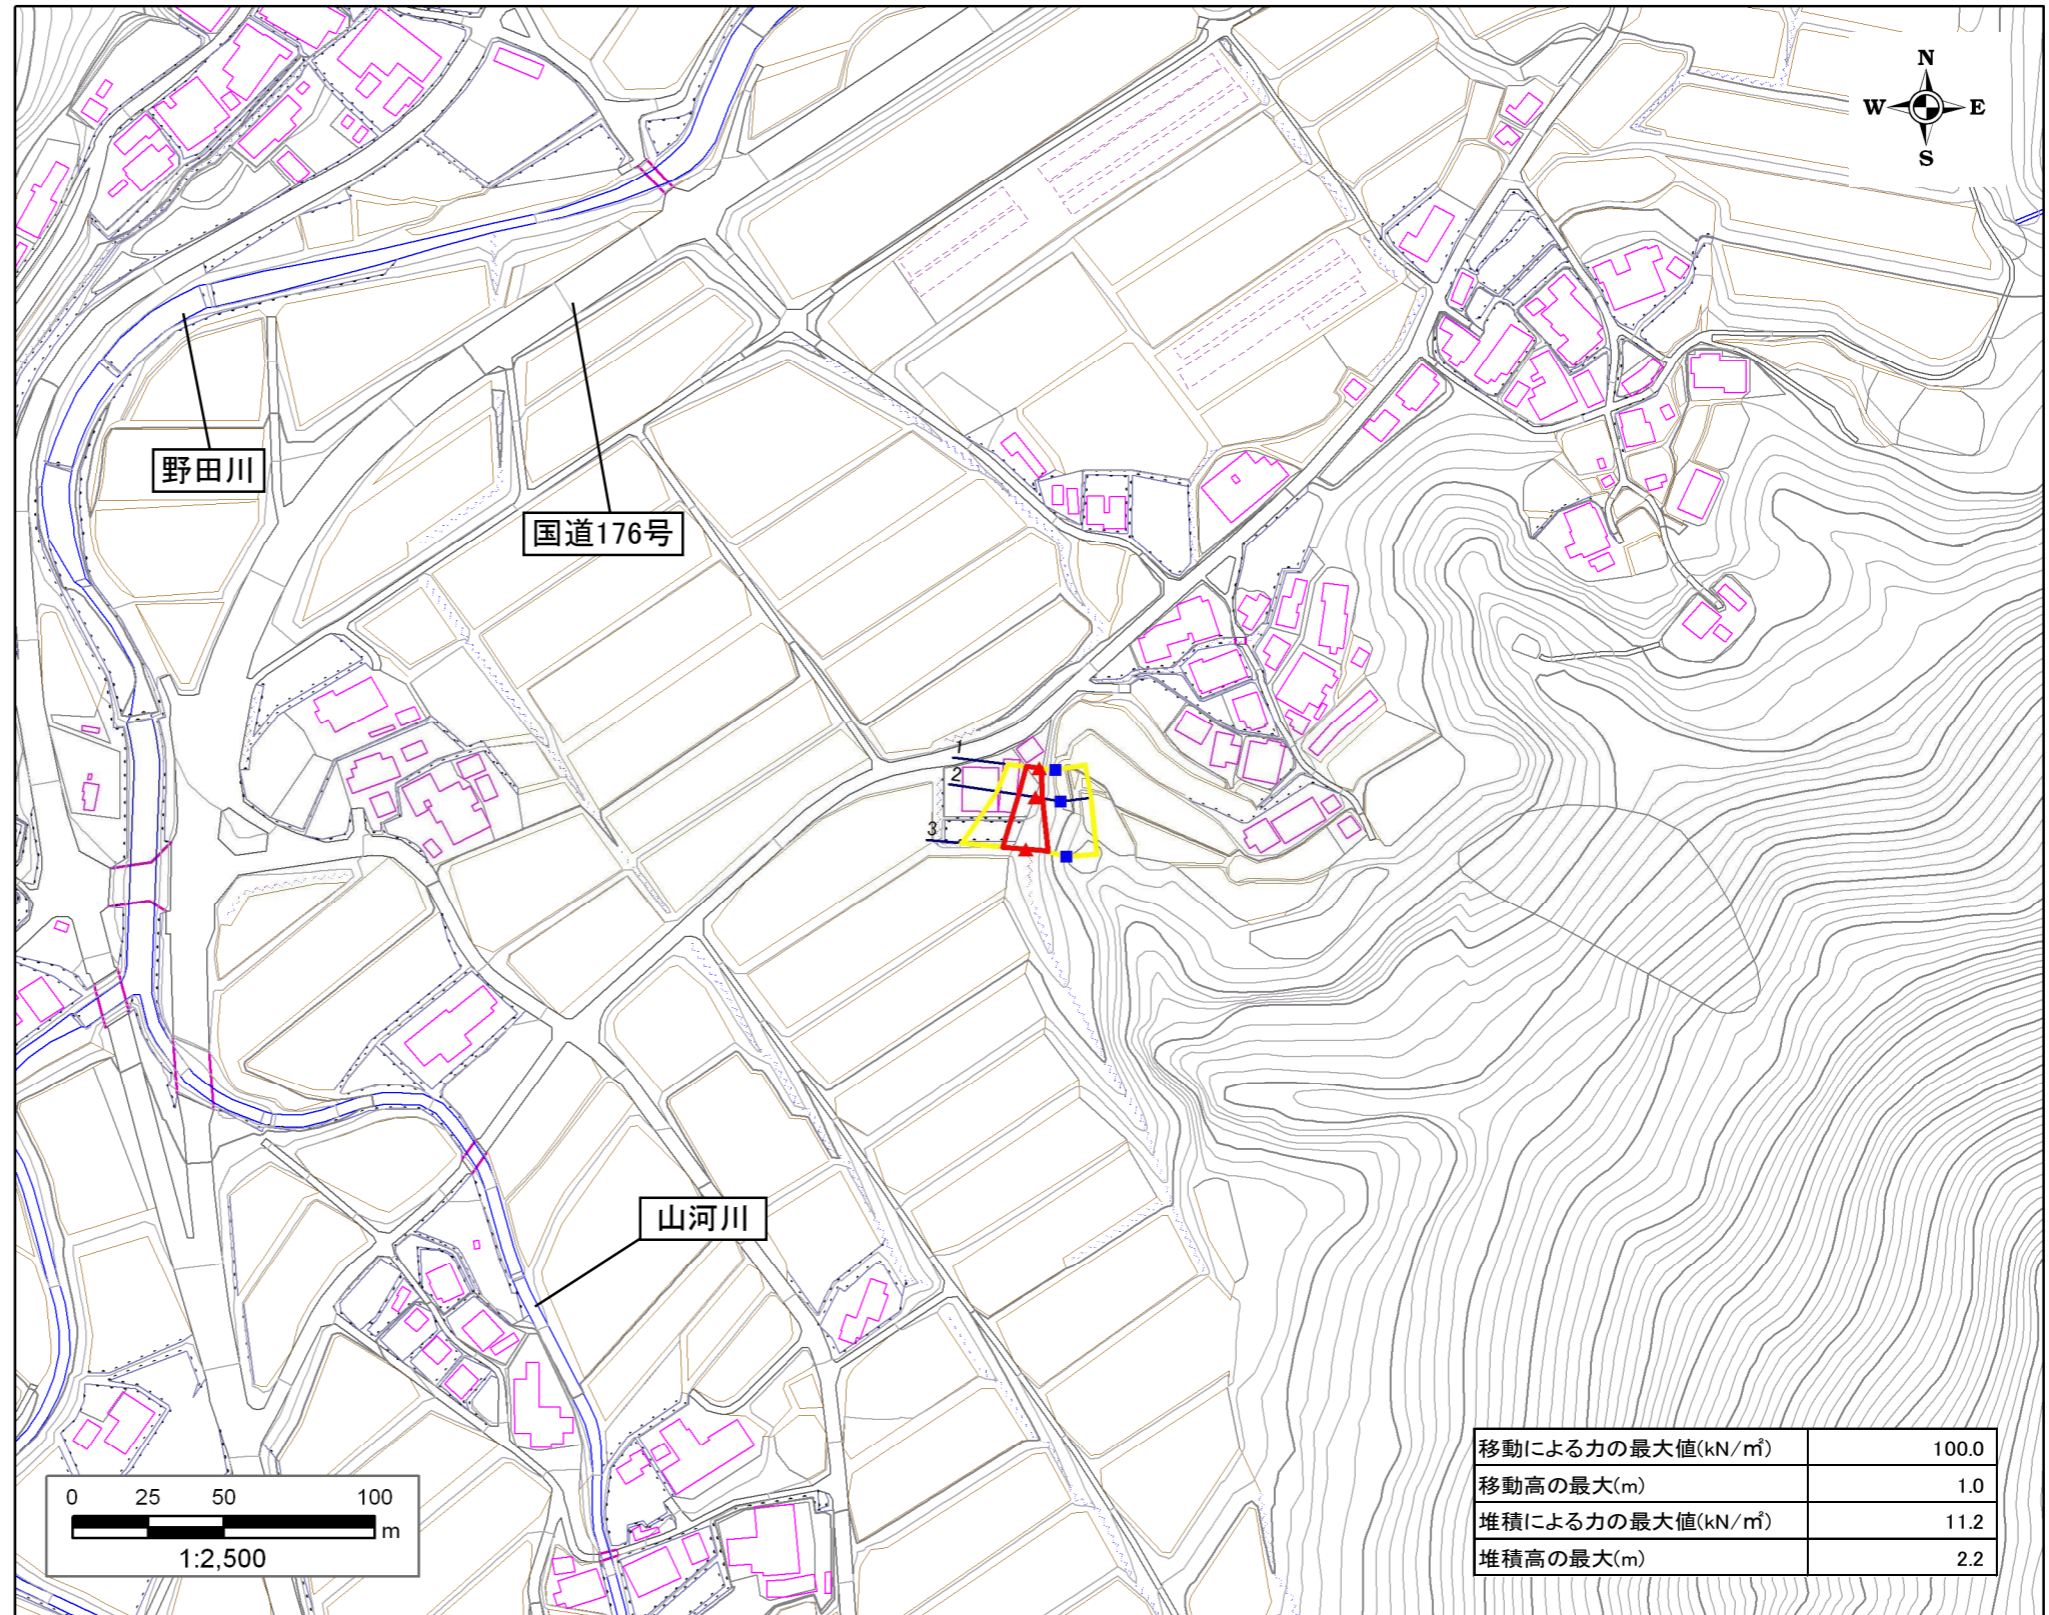 N
W E
S
野田川
国道176号
1
2
3
山河川
移動による力の最大値(kN/㎡) 100.0
移動高の最大(m) 1.0
堆積による力の最大値(kN/㎡) 11.2
堆積高の最大(m) 2.2
0 25 50 100
m
1:2,500